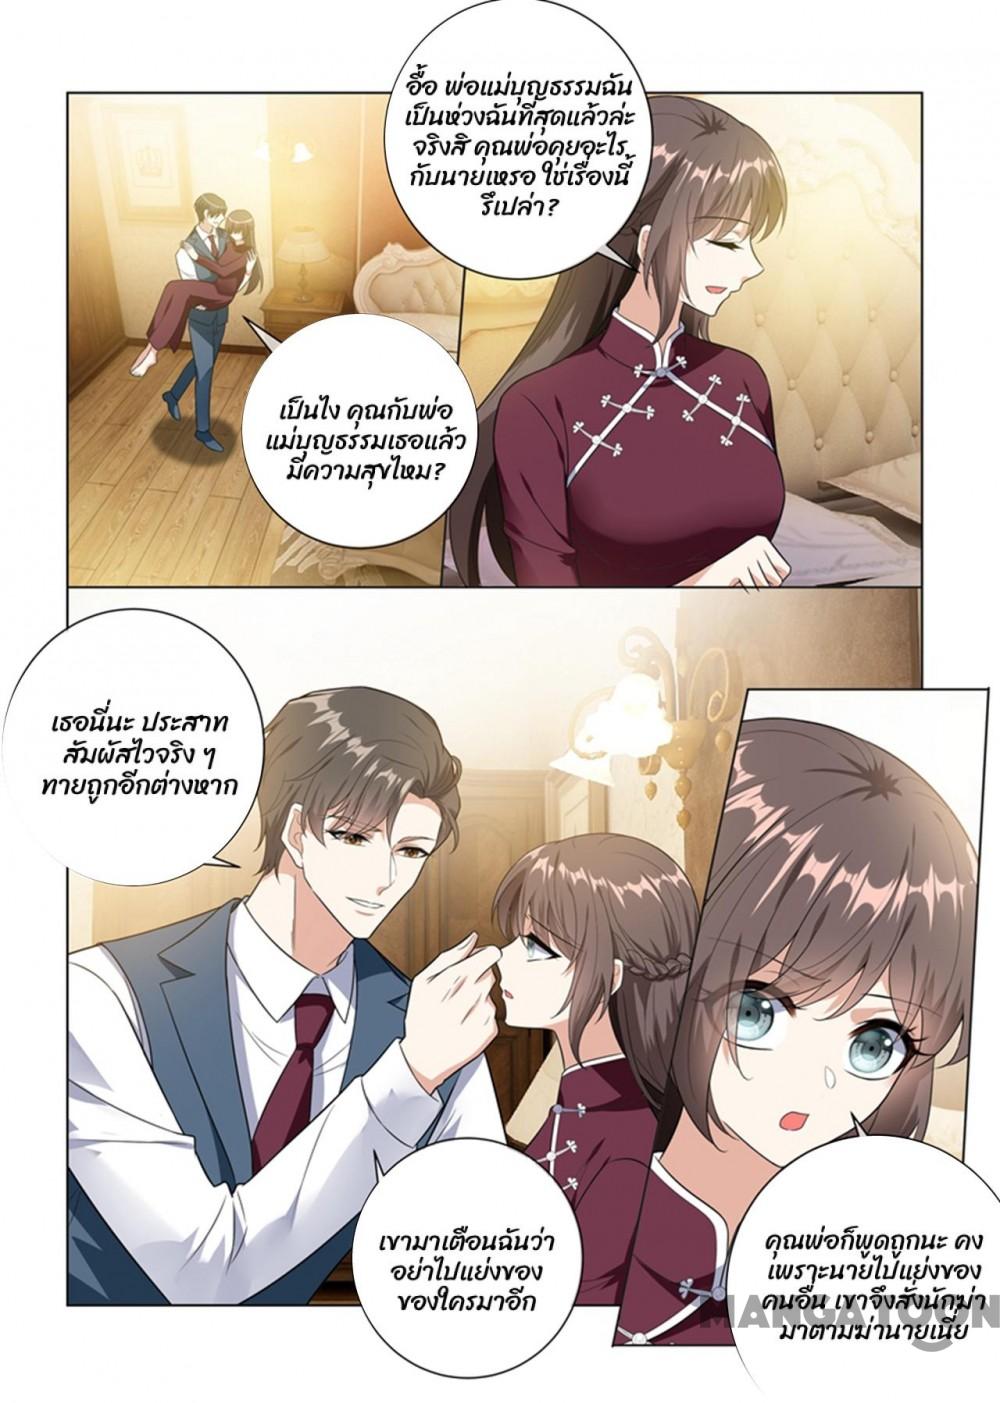 เป็นไง คุณกับพ่อ
แม่บุญธรรมเธอแล้ว
มีความสุขไหม?
อื้อ พ่อแม่บุญธรรมฉัน
เป็นห่วงฉันที่สุดแล้วล่ะ
จริงสิ คุณพ่อคุยอะไร
กับนายเหรอ ใช่เรื่องนี้
รึเปล่า?
เธอนี่นะ ประสาท
สัมผัสไวจริง ๆ
ทายถูกอีกต่างหาก
เขามาเตือนฉันว่า
อย่าไปแย่งของ
ของใครมาอีก
คุณพ่อก็พูดถูกนะ คง
เพราะนายไปแย่งของ
คนอื่น เขาจึงสั่งนักฆ่า
มาตามฆ่านายเนี่ย
MANGATOON